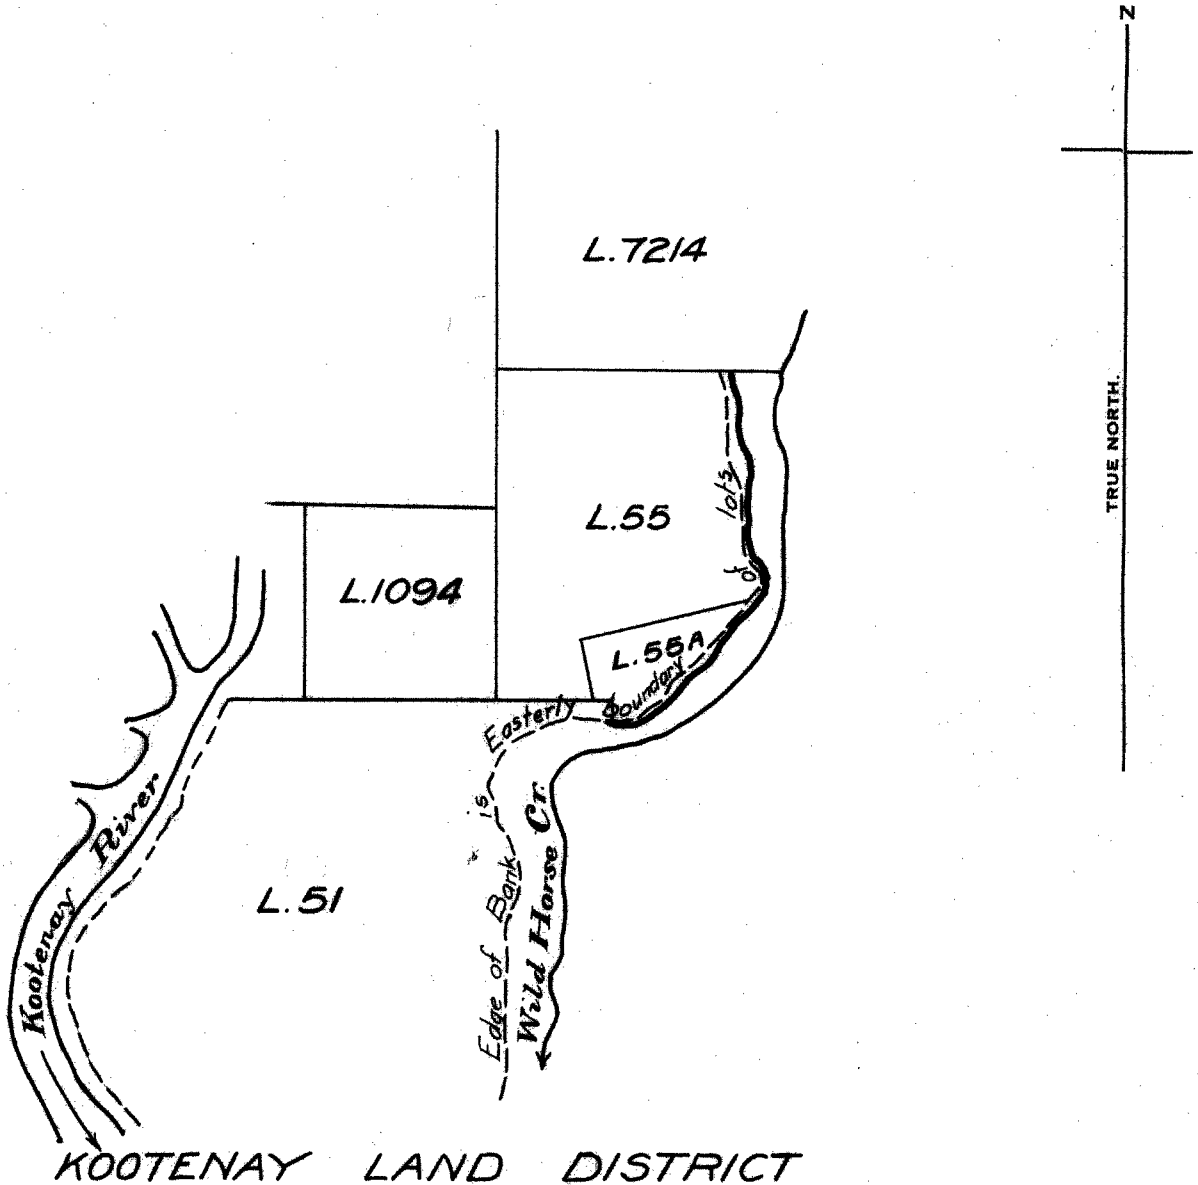 N
TRUE NORTH.
L.7214
L.55
L.1094
L.55A
Edge of Bank is Easterly Boundary of lots
Kootenay River
Wild Horse Cr.
L.51
KOOTENAY LAND DISTRICT